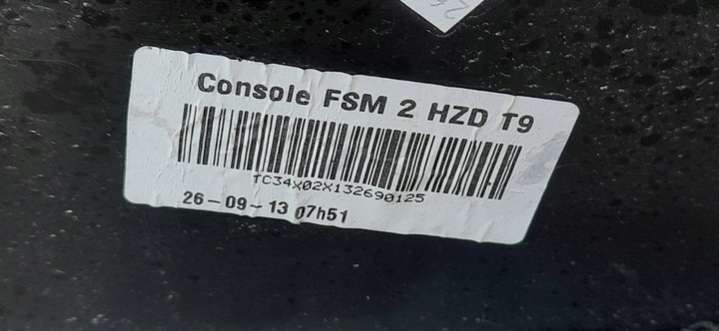 Console FSM 2 HZD T9
TC34X02X132690125
26-09-13 07h51